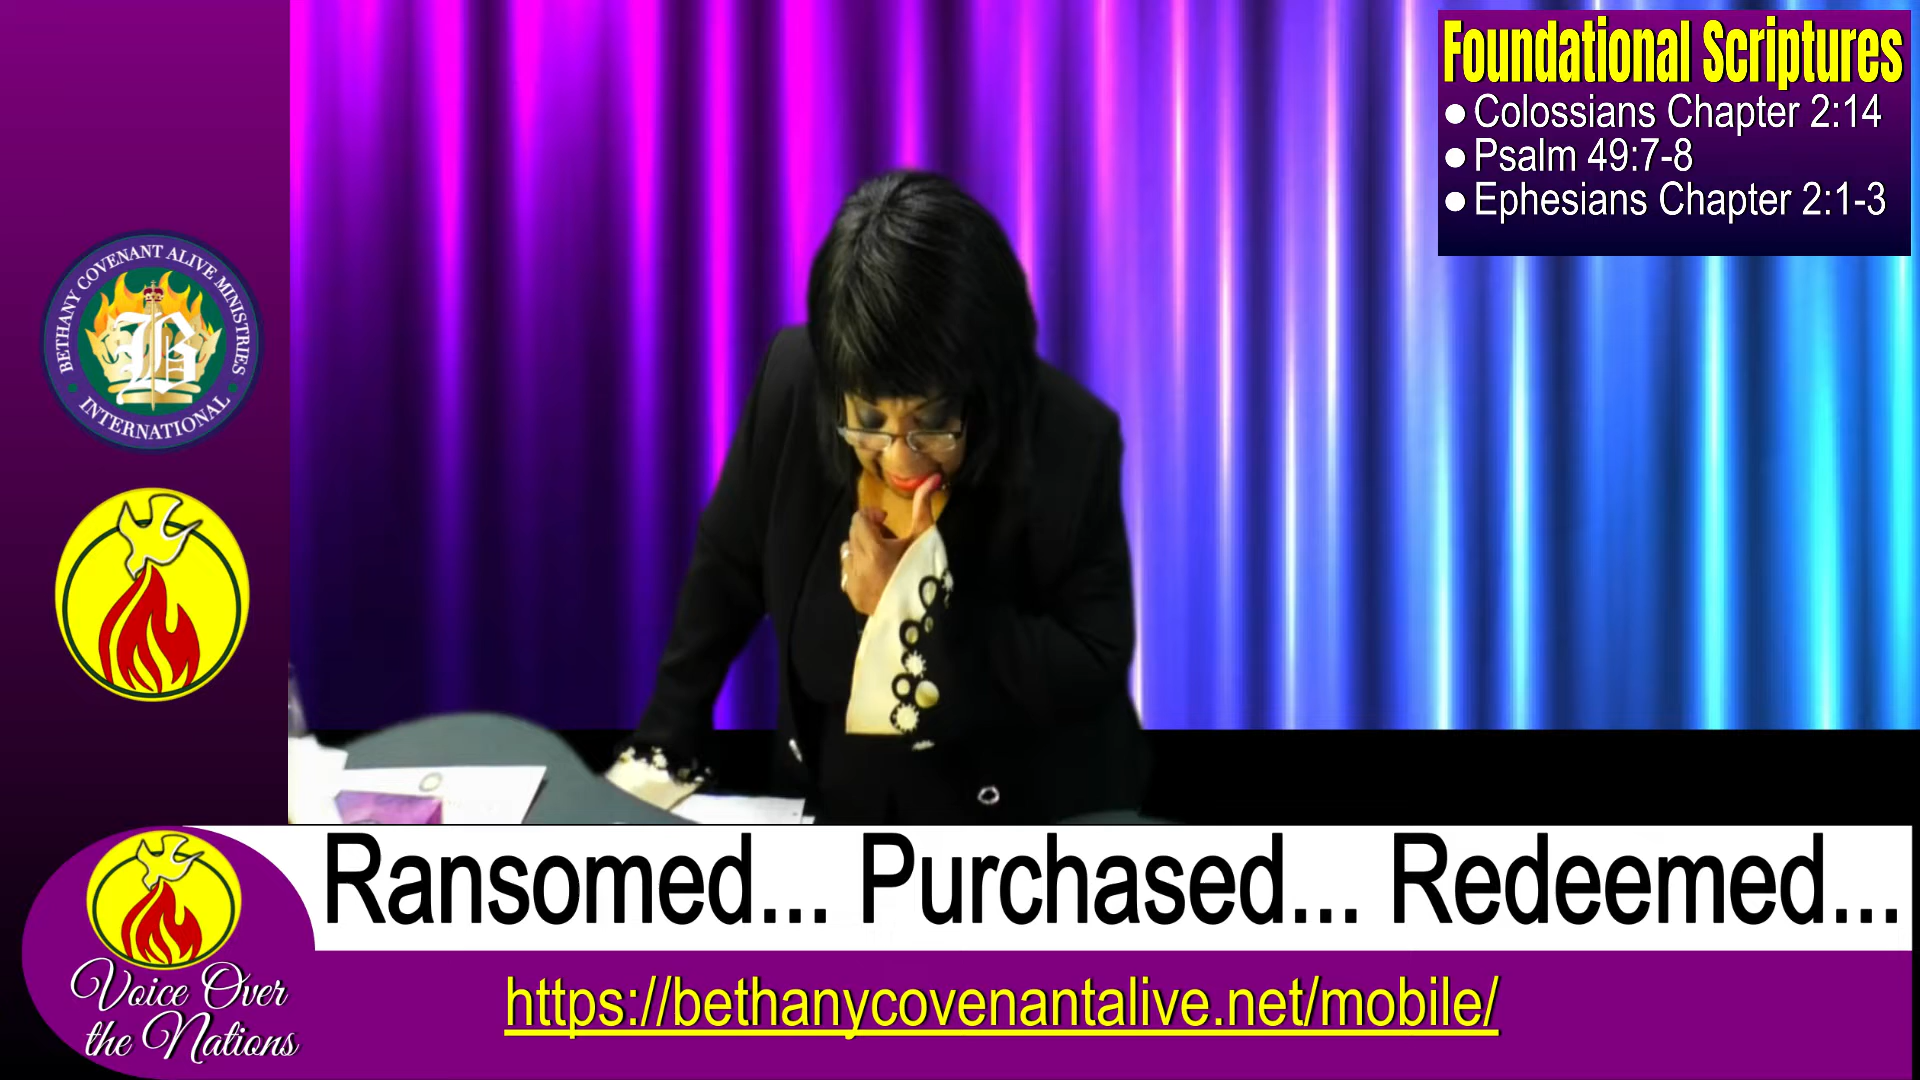 Foundational Scriptures
● Colossians Chapter 2:14
● Psalm 49:7-8
● Ephesians Chapter 2:1-3
BETHANY COVENANT ALIVE MINISTRIES
B
• INTERNATIONAL •
Ransomed... Purchased... Redeemed...
Voice Over
the Nations
https://bethanycovenantalive.net/mobile/